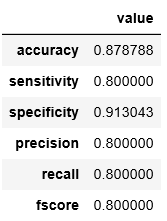 value
accuracy 0.878788
sensitivity 0.800000
specificity 0.913043
precision 0.800000
recall 0.800000
fscore 0.800000